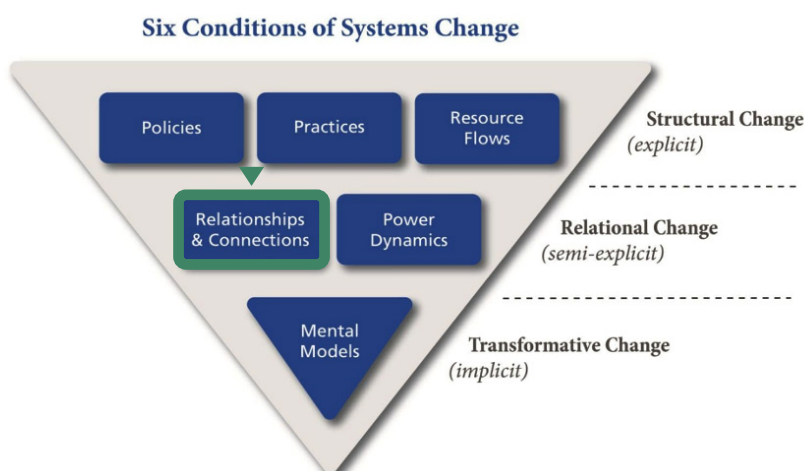 Six Conditions of Systems Change
Policies
Practices
Resource
Flows
Structural Change
(explicit)
Relationships
& Connections
Power
Dynamics
Relational Change
(semi-explicit)
Mental
Models
Transformative Change
(implicit)